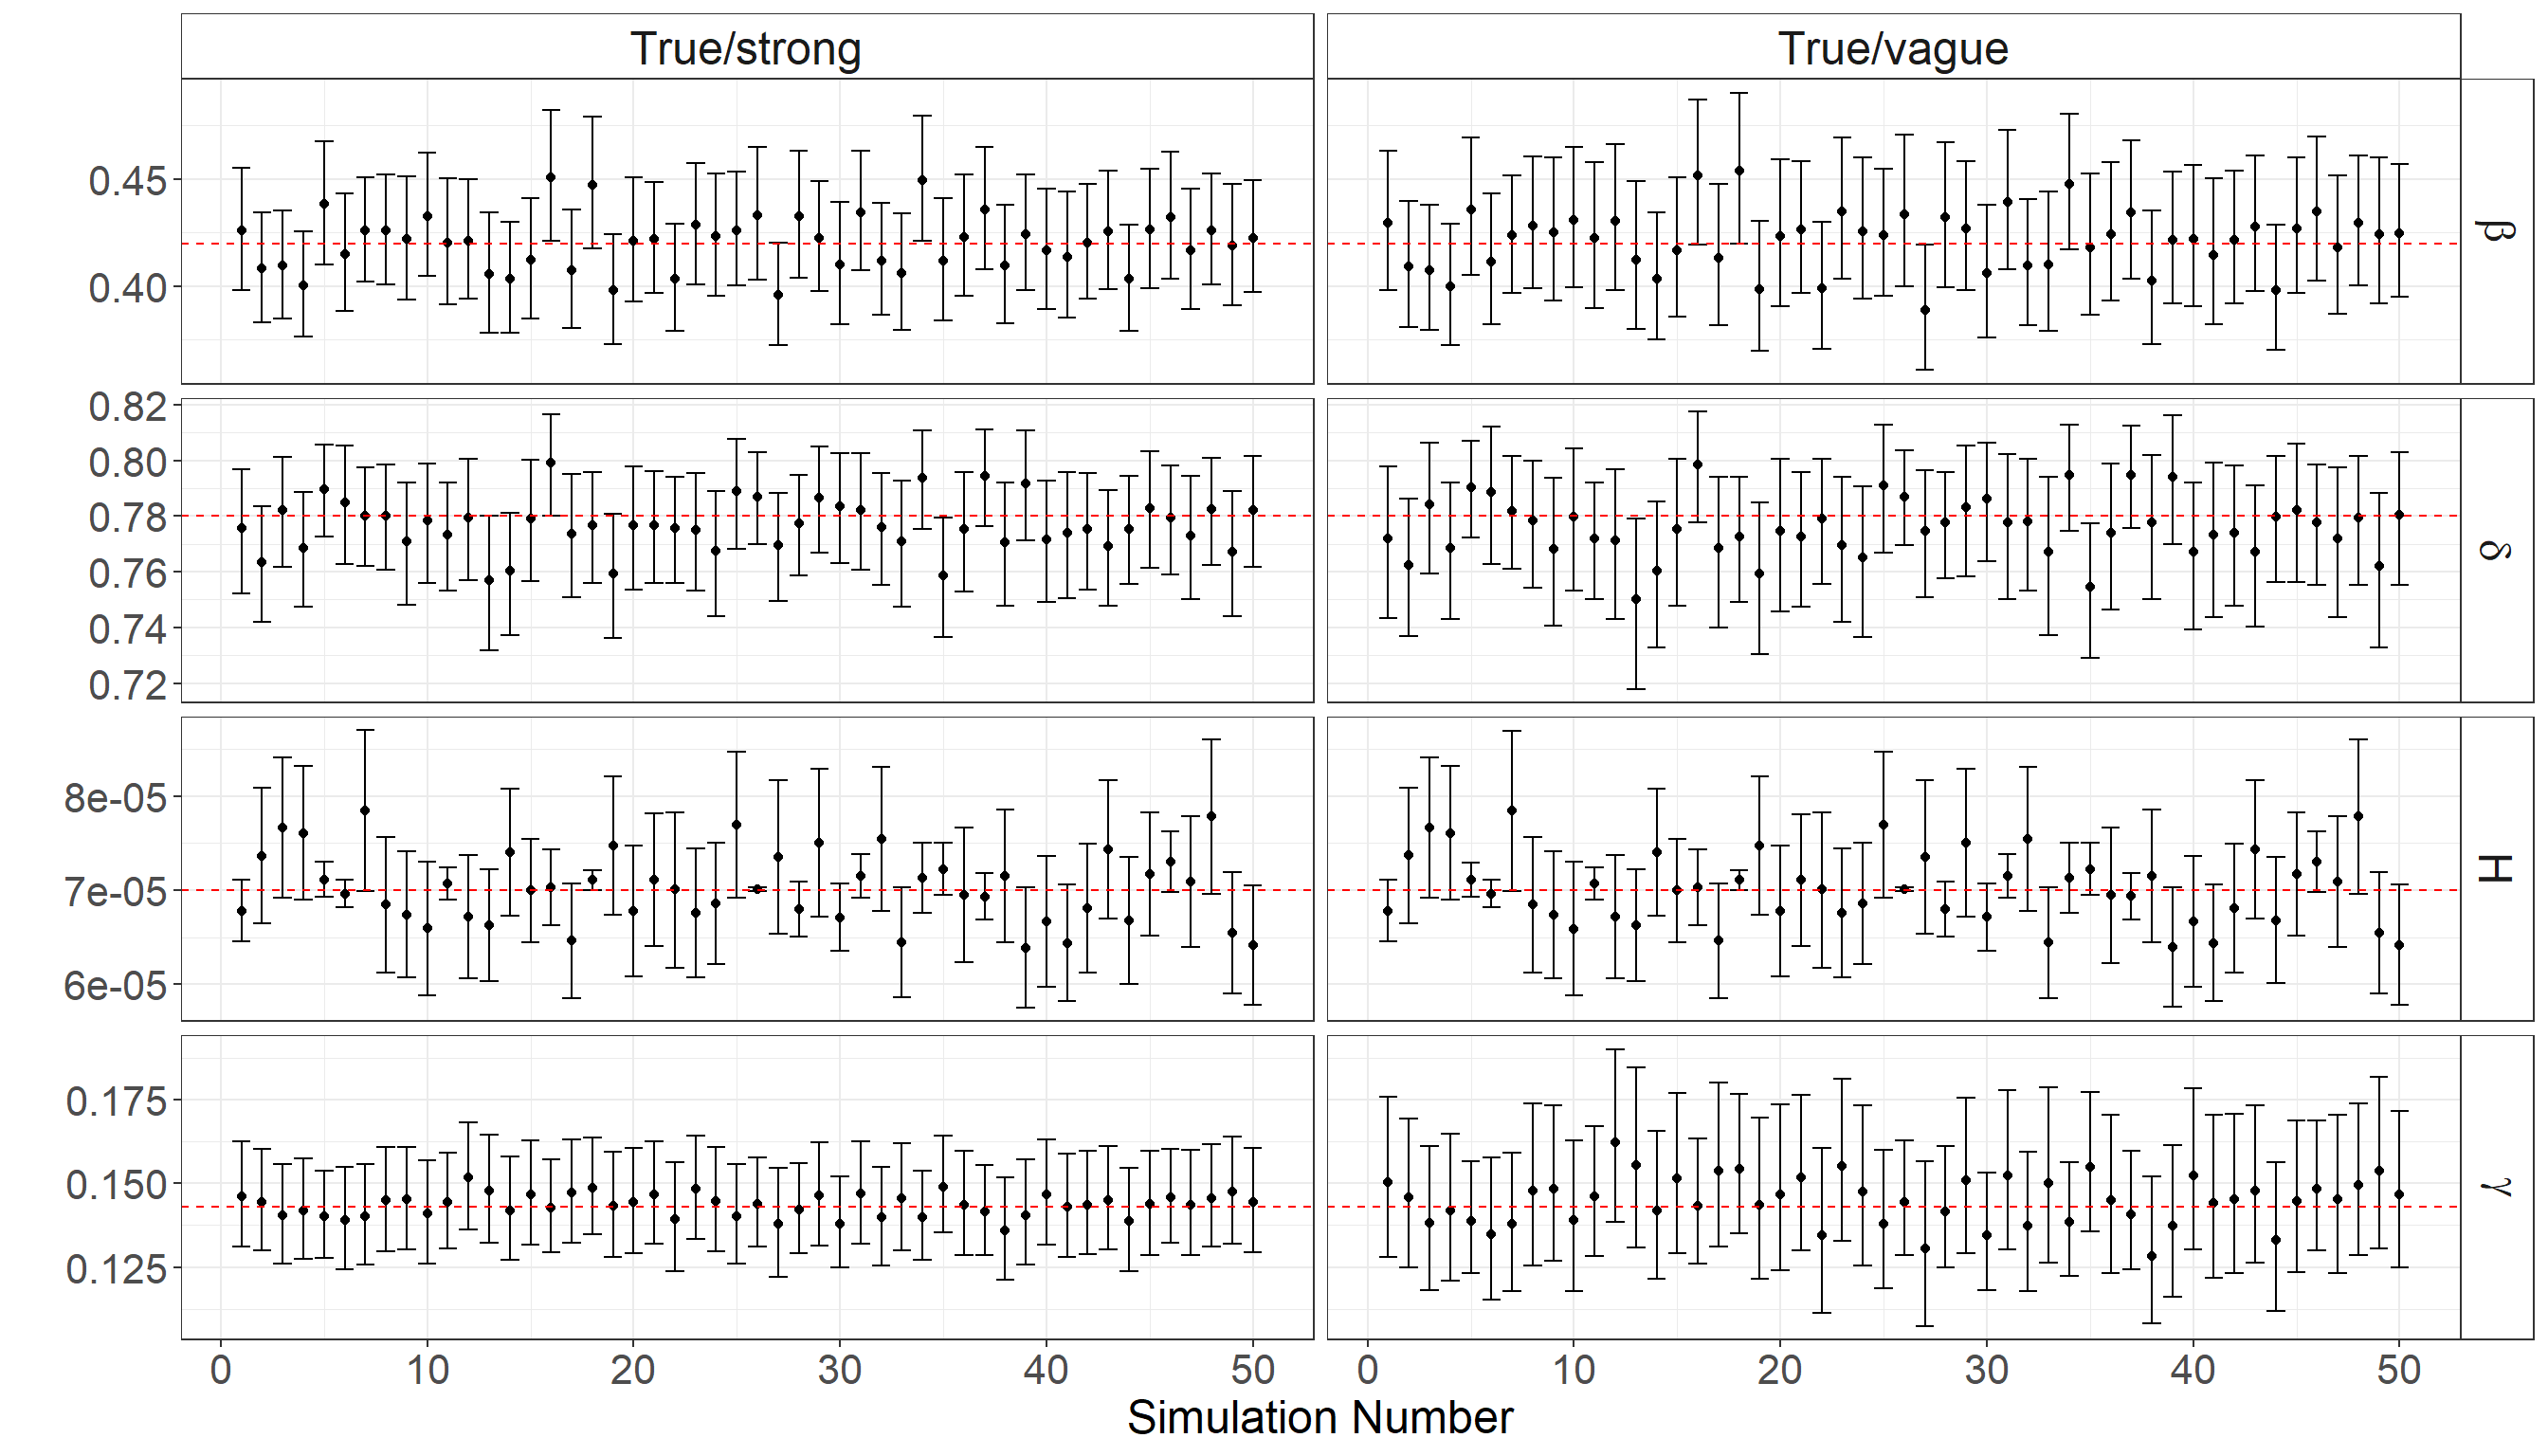 True/strong
True/vague
0.45
0.40
β
0.82
0.80
0.78
0.76
0.74
0.72
δ
8e-05
7e-05
6e-05
H
0.175
0.150
0.125
γ
0 10 20 30 40 50
0 10 20 30 40 50
Simulation Number